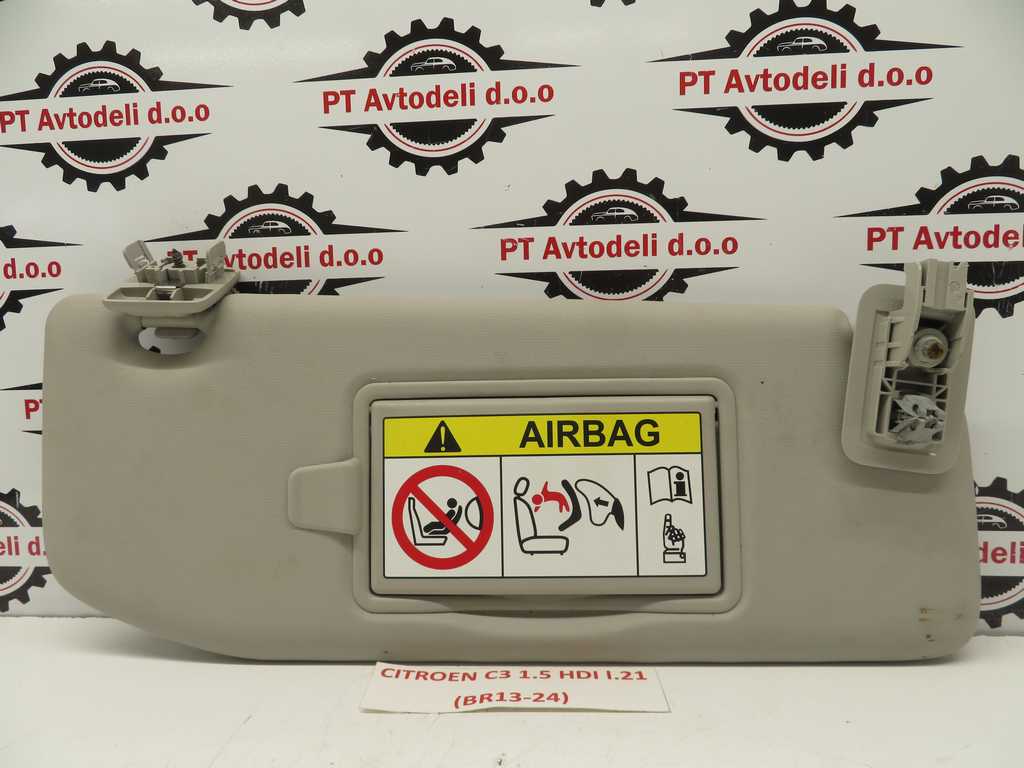 PT Avtodeli d.o.o
PT Avtodeli d.o.o
PT Avtodeli d.o.o
Avtodeli d.o.o
PT Avtodeli d.o.o
PT Avtodeli d.o.o
d.o.o
AIRBAG
CITROEN C3 1.5 HDI l.21
(BR13-24)